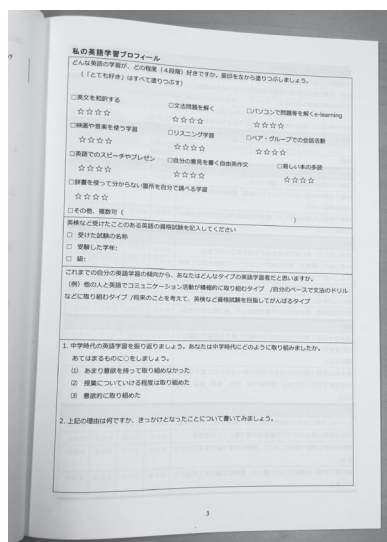 私の英語学習プロフィール
どんな英語の学習が、どの程度（４段階）好きですか。星印を左から塗りつぶしましょう。
（「とても好き」はすべて塗りつぶす）
□英文を和訳する □文法問題を解く □パソコンで問題等を解くe-learning
☆☆☆☆ ☆☆☆☆ ☆☆☆☆
□映画や音楽を使う学習 □リスニング学習 □ペア・グループでの会話活動
☆☆☆☆ ☆☆☆☆ ☆☆☆☆
□英語でのスピーチやプレゼン □自分の意見を書く自由英作文 □易しい本の多読
☆☆☆☆ ☆☆☆☆ ☆☆☆☆
□辞書を使って分からない箇所を自分で調べる学習
☆☆☆☆
□その他、複数可（ ）
英検など受けたことのある英語の資格試験を記入してください
□ 受けた試験の名称
□ 受験した学年:
□ 級:
これまでの自分の英語学習の傾向から、あなたはどんなタイプの英語学習者だと思いますか。
（例）他の人と英語でコミュニケーション活動が積極的に取り組むタイプ /自分のペースで文法のドリル
などに取り組むタイプ /将来のことを考えて、英検など資格試験を目指してがんばるタイプ
1. 中学時代の英語学習を振り返りましょう。あなたは中学時代にどのように取り組みましたか。
あてはまるものに○をしましょう。
(1) あまり意欲を持って取り組めなかった
(2) 授業についていける程度は取り組めた
(3) 意欲的に取り組めた
2. 上記の理由は何ですか、きっかけとなったことについて書いてみましょう。
3